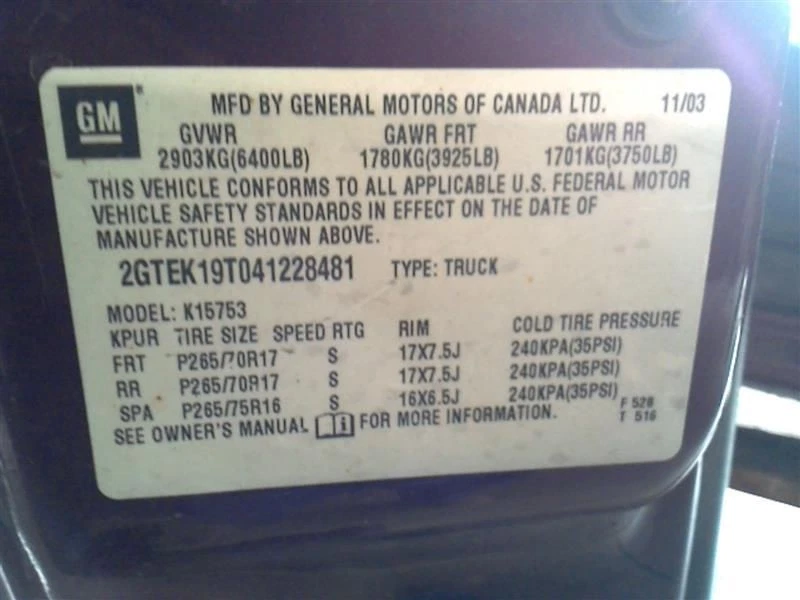 GM® MFD BY GENERAL MOTORS OF CANADA LTD. 11/03
GVWR GAWR FRT GAWR RR
2903KG(6400LB) 1780KG(3925LB) 1701KG(3750LB)
THIS VEHICLE CONFORMS TO ALL APPLICABLE U.S. FEDERAL MOTOR
VEHICLE SAFETY STANDARDS IN EFFECT ON THE DATE OF
MANUFACTURE SHOWN ABOVE.
2GTEK19T041228481 TYPE: TRUCK
MODEL: K15753
KPUR TIRE SIZE SPEED RTG RIM COLD TIRE PRESSURE
FRT P265/70R17 S 17X7.5J 240KPA(35PSI)
RR P265/70R17 S 17X7.5J 240KPA(35PSI)
SPA P265/75R16 S 16X6.5J 240KPA(35PSI) F 528
SEE OWNER'S MANUAL i FOR MORE INFORMATION. T 516